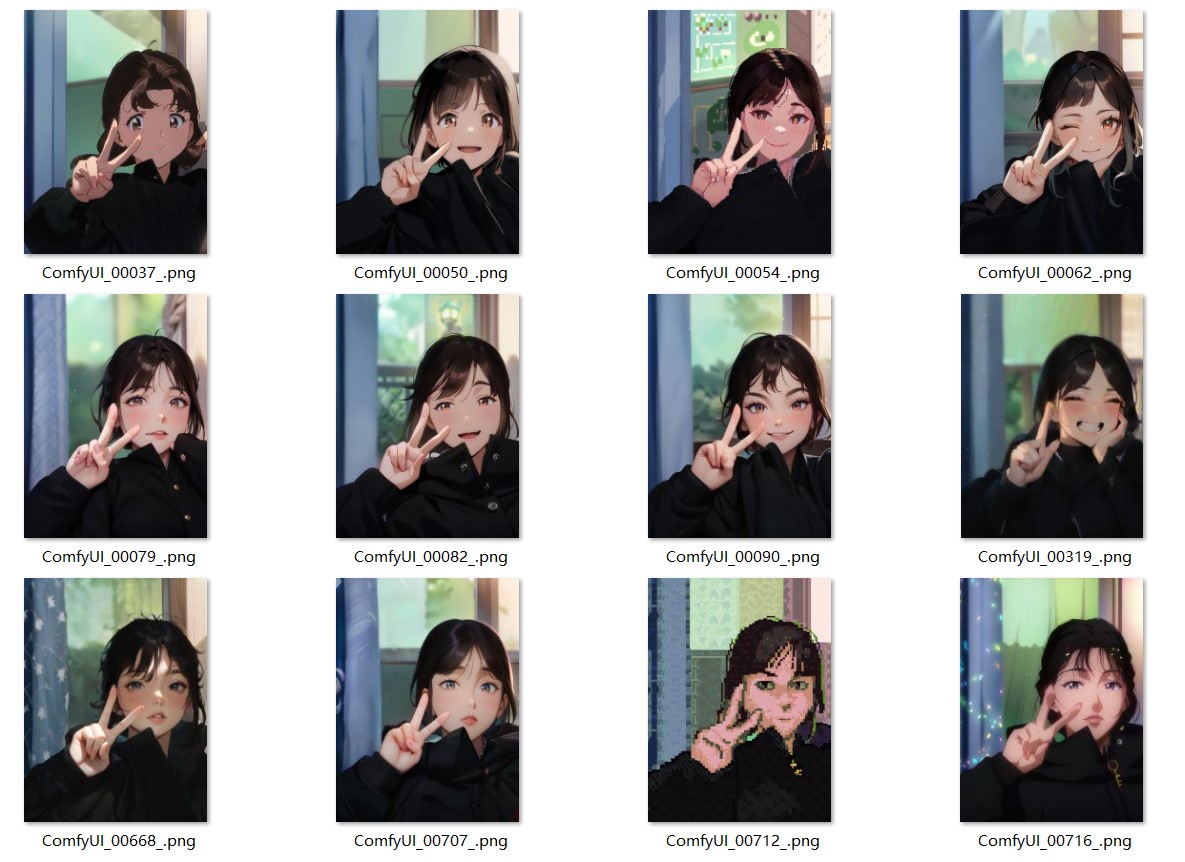 ComfyUI_00037_.png
ComfyUI_00050_.png
ComfyUI_00054_.png
ComfyUI_00062_.png
ComfyUI_00079_.png
ComfyUI_00082_.png
ComfyUI_00090_.png
ComfyUI_00319_.png
ComfyUI_00668_.png
ComfyUI_00707_.png
ComfyUI_00712_.png
ComfyUI_00716_.png